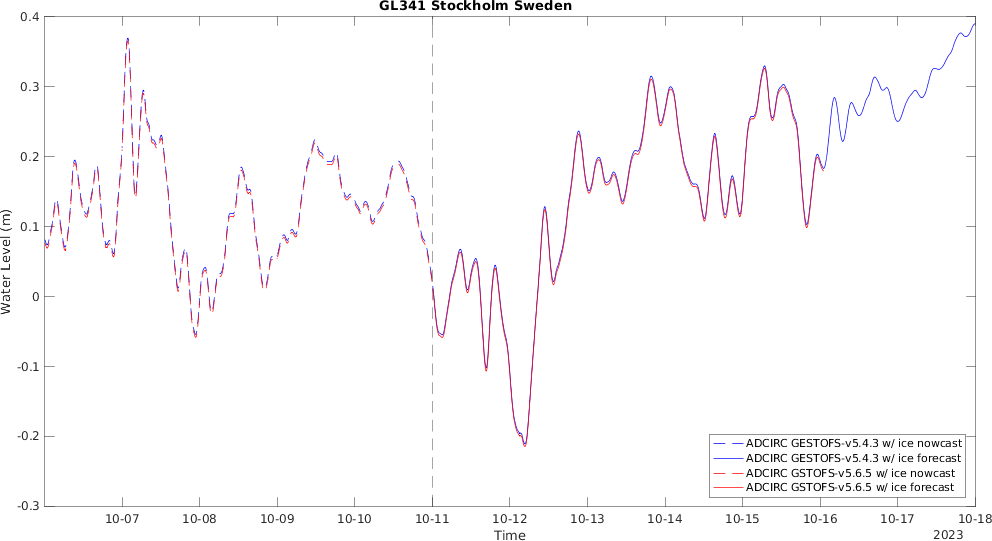 GL341 Stockholm Sweden
0.4
0.3
0.2
0.1
0
-0.1
-0.2
-0.3
Water Level (m)
ADCIRC GESTOFS-v5.4.3 w/ ice nowcast
ADCIRC GESTOFS-v5.4.3 w/ ice forecast
ADCIRC GSTOFS-v5.6.5 w/ ice nowcast
ADCIRC GSTOFS-v5.6.5 w/ ice forecast
10-07 10-08 10-09 10-10 10-11 10-12 10-13 10-14 10-15 10-16 10-17 10-18
Time
2023